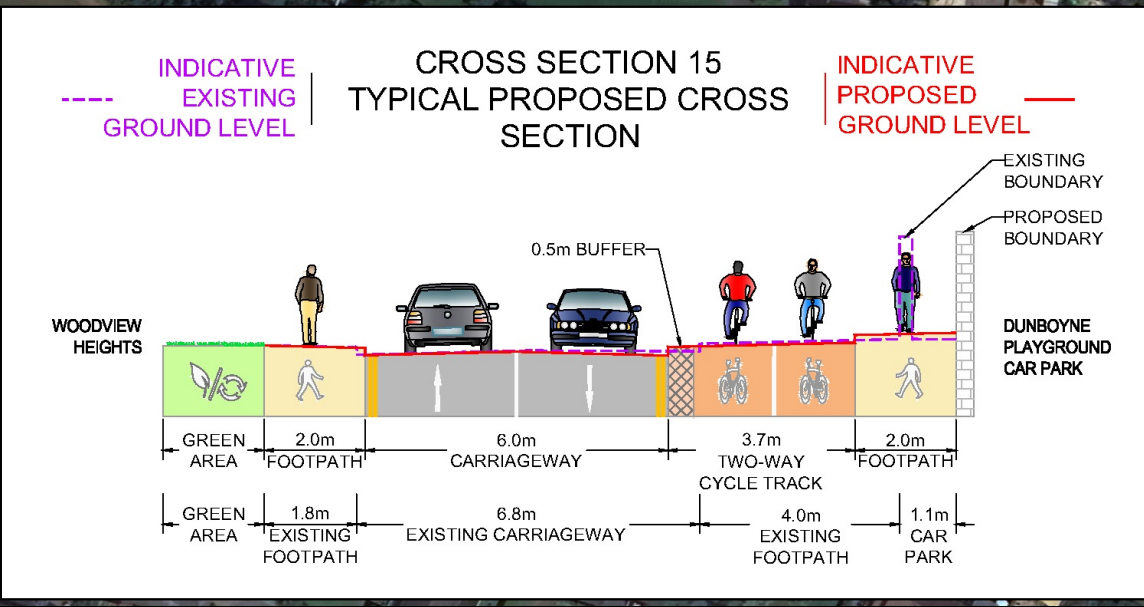 INDICATIVE
EXISTING
GROUND LEVEL
CROSS SECTION 15
TYPICAL PROPOSED CROSS
SECTION
INDICATIVE
PROPOSED
GROUND LEVEL
EXISTING
BOUNDARY
PROPOSED
BOUNDARY
0.5m BUFFER
WOODVIEW
HEIGHTS
DUNBOYNE
PLAYGROUND
CAR PARK
GREEN
AREA
2.0m
FOOTPATH
6.0m
CARRIAGEWAY
3.7m
TWO-WAY
CYCLE TRACK
2.0m
FOOTPATH
GREEN
AREA
1.8m
EXISTING
FOOTPATH
6.8m
EXISTING CARRIAGEWAY
4.0m
EXISTING
FOOTPATH
1.1m
CAR
PARK